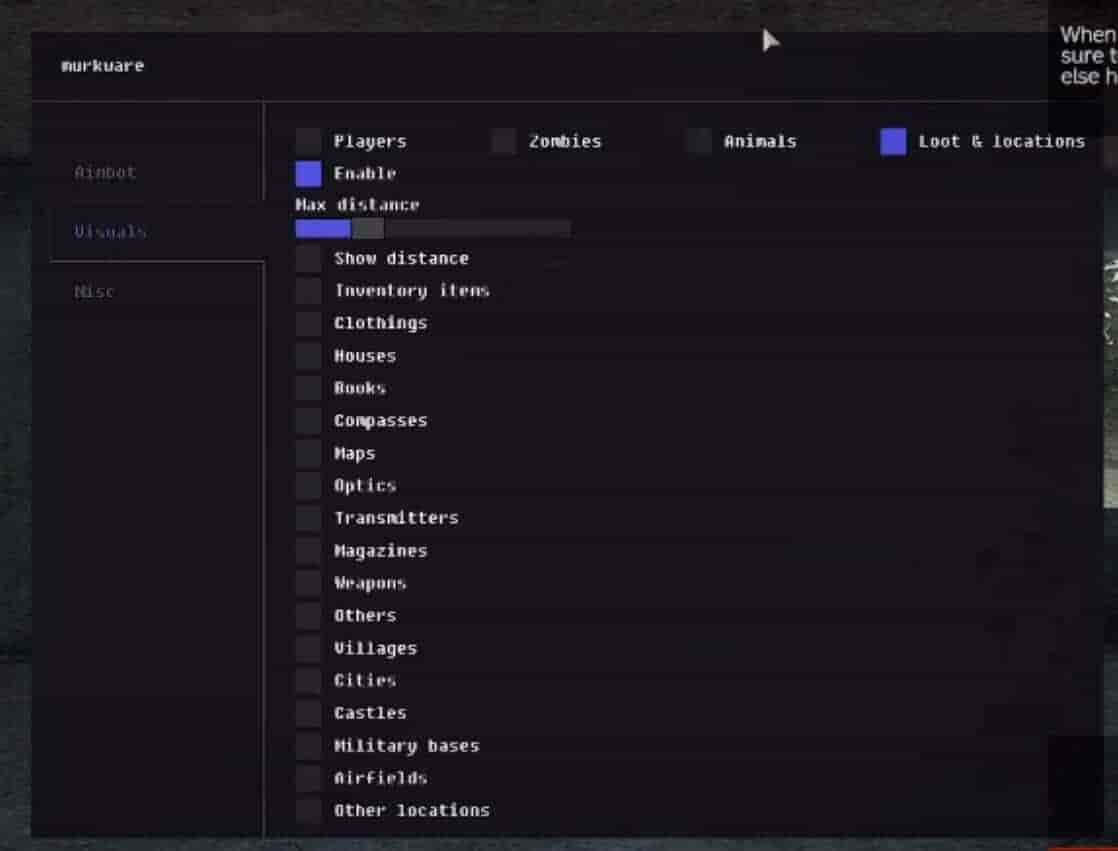 murkware
When
sure t
else h
Players Zombies Animals Loot & locations
Aimbot
Enable
Max distance
Visuals
Show distance
Misc
Inventory items
Clothings
Houses
Books
Compasses
Maps
Optics
Transmitters
Magazines
Weapons
Others
Villages
Cities
Castles
Military bases
Airfields
Other locations